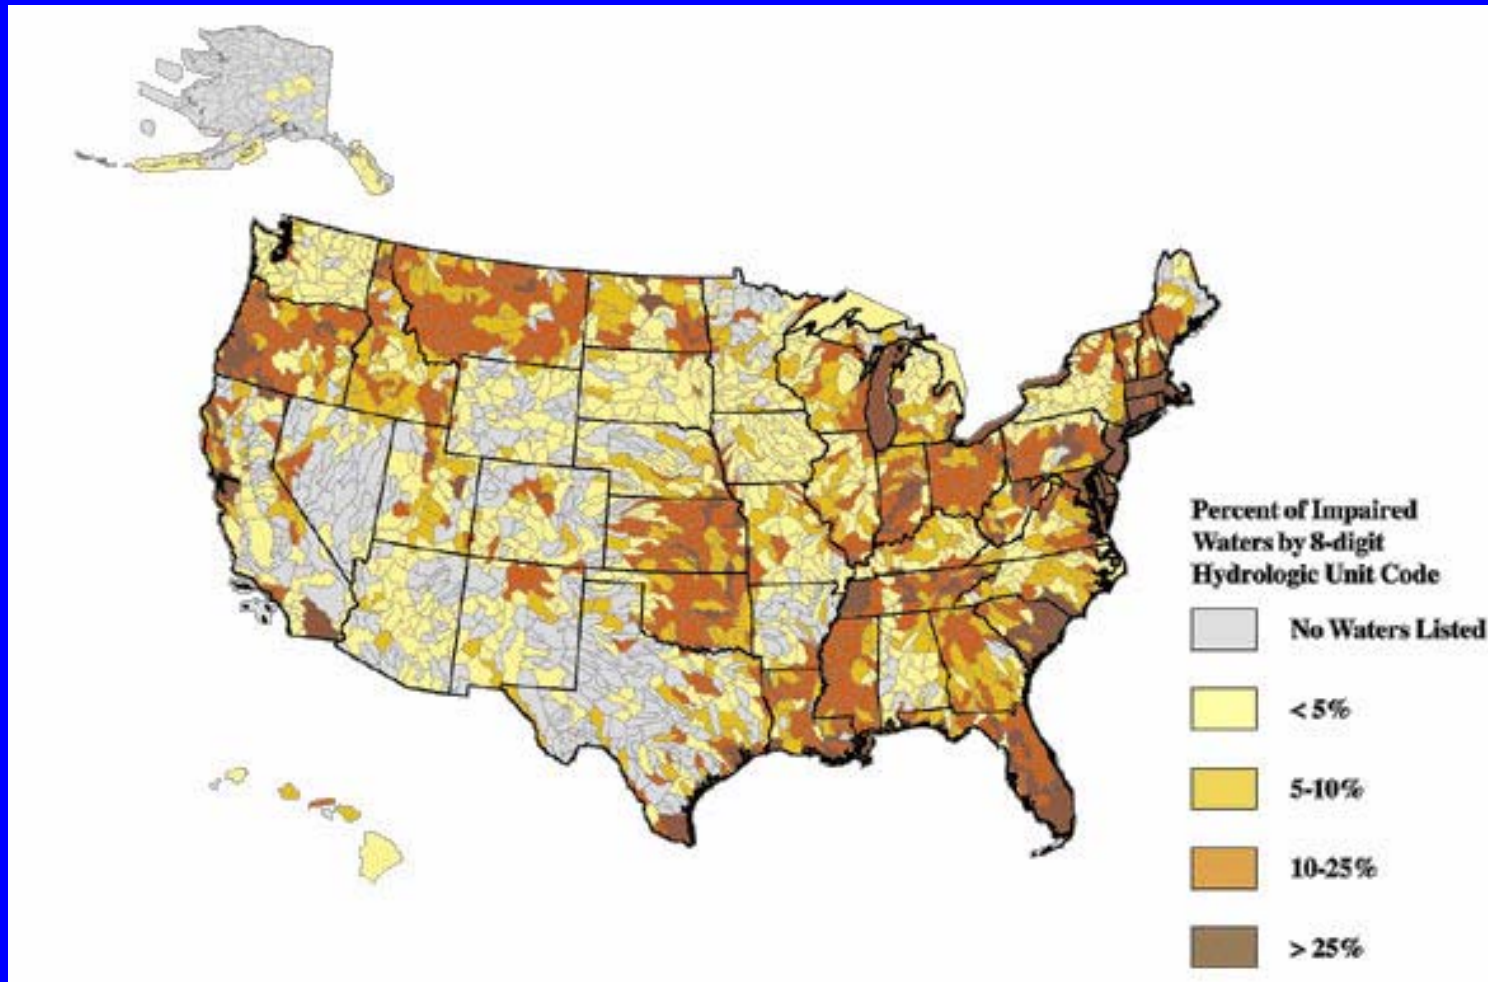 Percent of Impaired
Waters by 8-digit
Hydrologic Unit Code
No Waters Listed
< 5%
5-10%
10-25%
> 25%